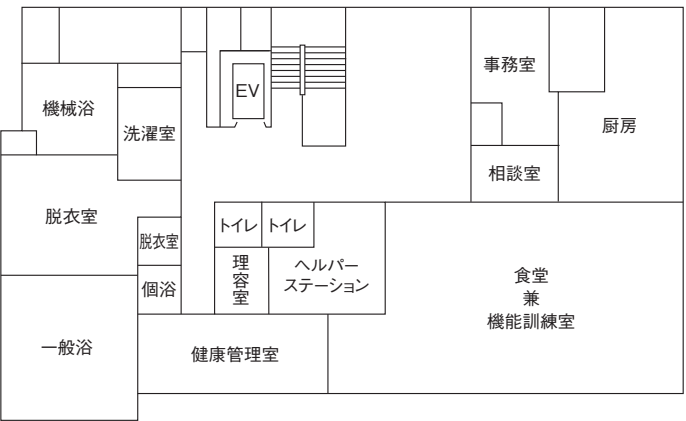 事務室
EV
機械浴
厨房
洗濯室
相談室
脱衣室
トイレ
トイレ
脱衣室
理
容
室
ヘルパー
ステーション
食堂
兼
機能訓練室
個浴
一般浴
健康管理室